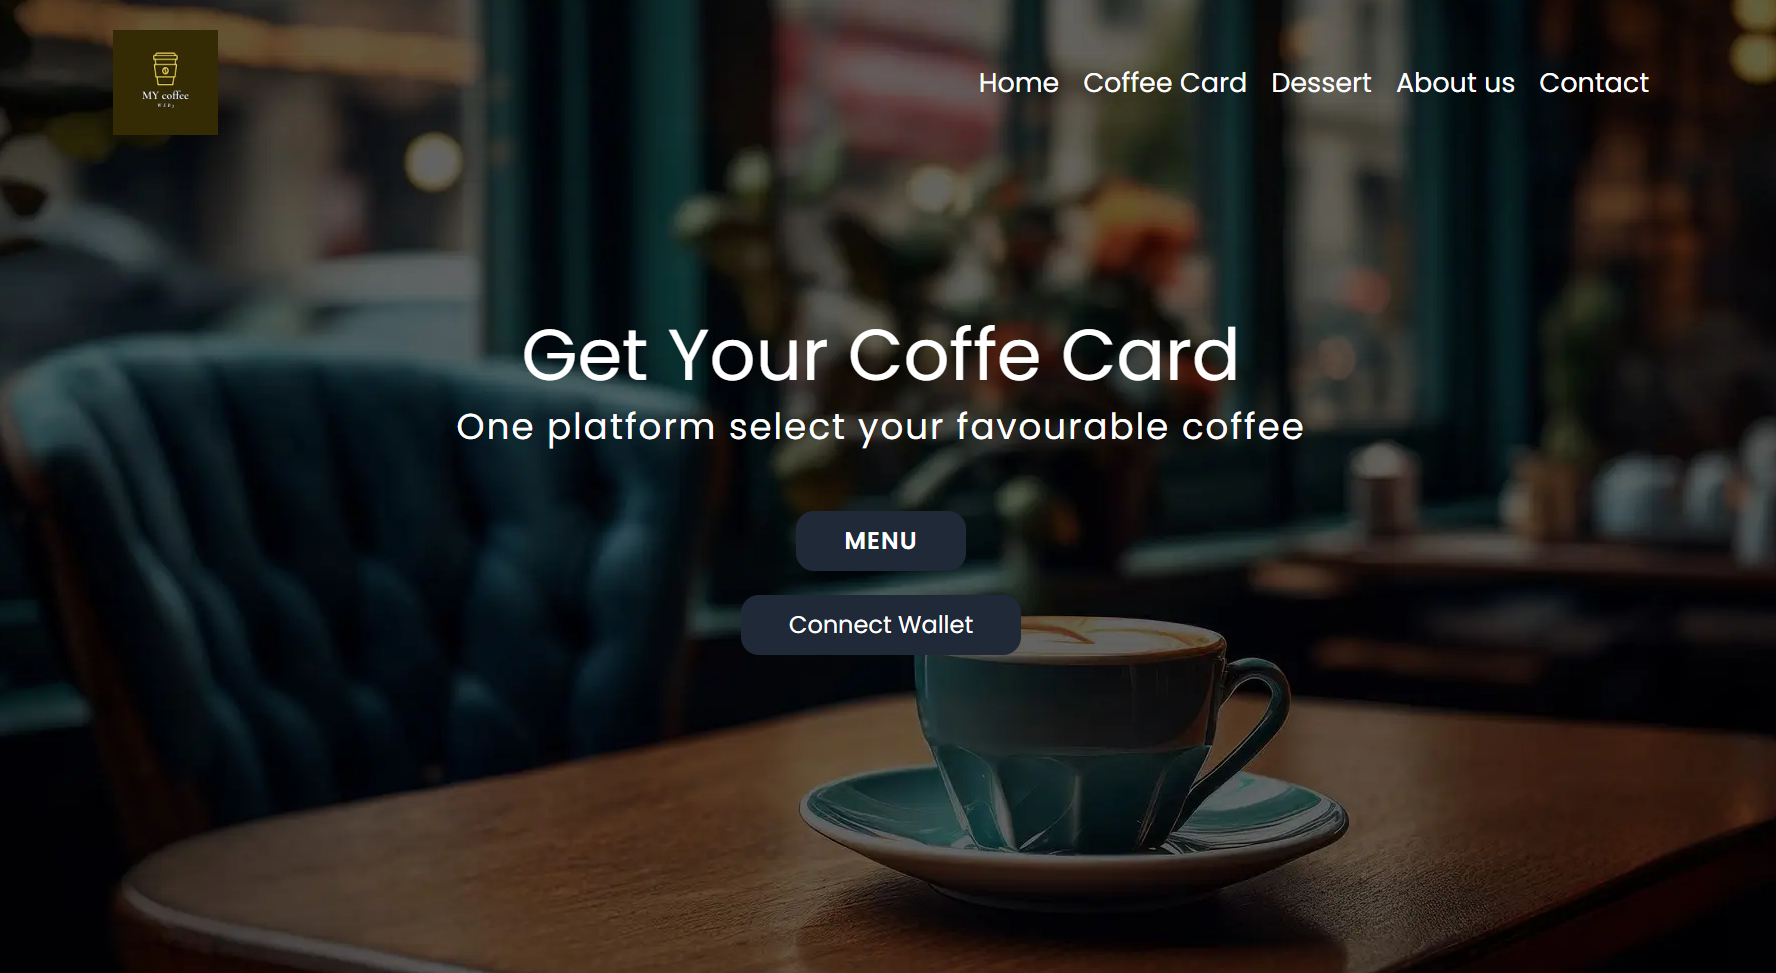 MY coffee
Home Coffee Card Dessert About us Contact
Get Your Coffe Card
One platform select your favourable coffee
MENU
Connect Wallet